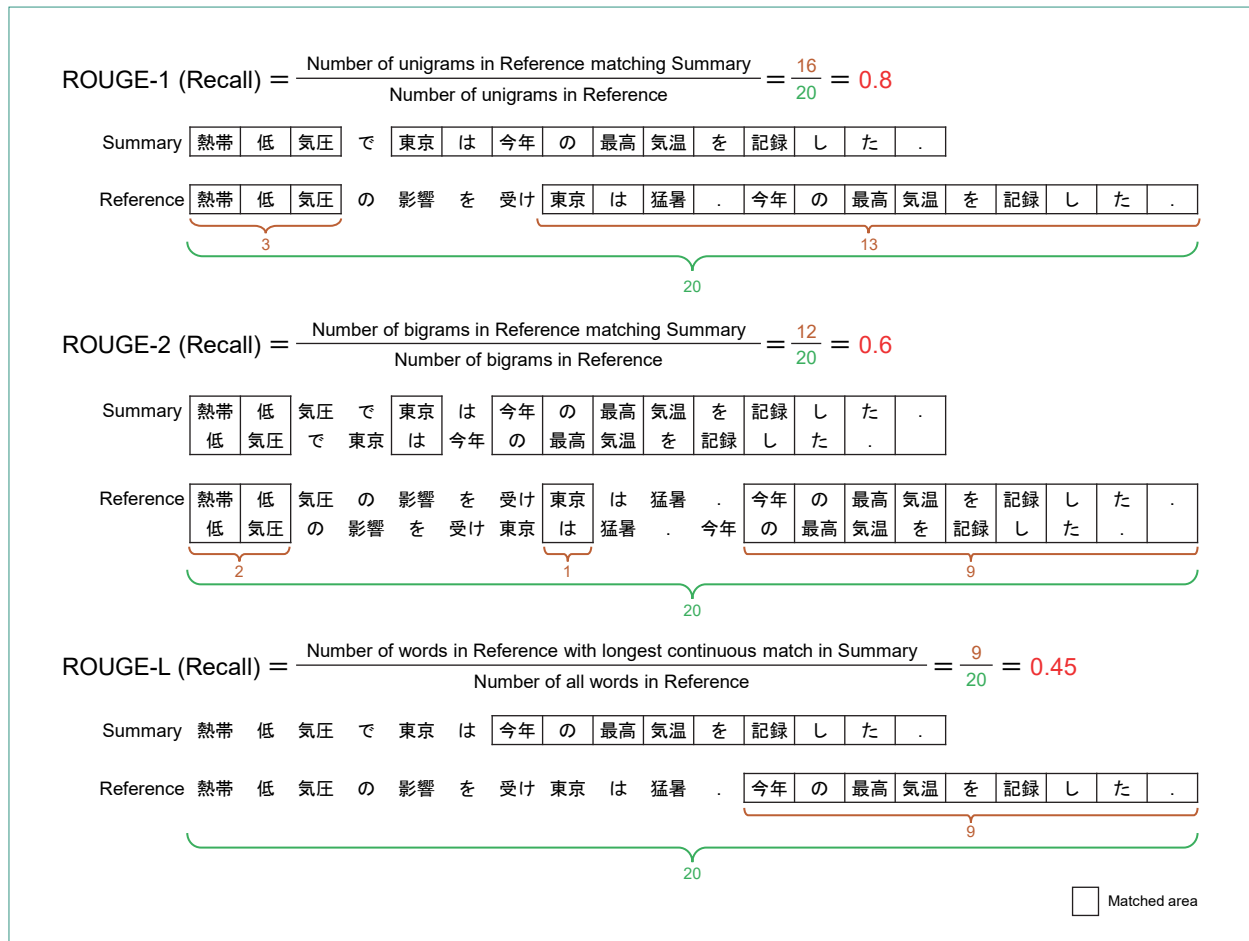 ROUGE-1 (Recall) = Number of unigrams in Reference matching Summary / Number of unigrams in Reference = 16 / 20 = 0.8
Summary 熱帯 低 気圧 で 東京 は 今年 の 最高 気温 を 記録 し た .
Reference 熱帯 低 気圧 の 影響 を 受け 東京 は 猛暑 . 今年 の 最高 気温 を 記録 し た .
3 13
20
ROUGE-2 (Recall) = Number of bigrams in Reference matching Summary / Number of bigrams in Reference = 12 / 20 = 0.6
Summary 熱帯 低 気圧 で 東京 は 今年 の 最高 気温 を 記録 し た .
低 気圧 で 東京 は 今年 の 最高 気温 を 記録 し た .
Reference 熱帯 低 気圧 の 影響 を 受け 東京 は 猛暑 . 今年 の 最高 気温 を 記録 し た .
低 気圧 の 影響 を 受け 東京 は 猛暑 . 今年 の 最高 気温 を 記録 し た .
2 1 9
20
ROUGE-L (Recall) = Number of words in Reference with longest continuous match in Summary / Number of all words in Reference = 9 / 20 = 0.45
Summary 熱帯 低 気圧 で 東京 は 今年 の 最高 気温 を 記録 し た .
Reference 熱帯 低 気圧 の 影響 を 受け 東京 は 猛暑 . 今年 の 最高 気温 を 記録 し た .
9
20
Matched area